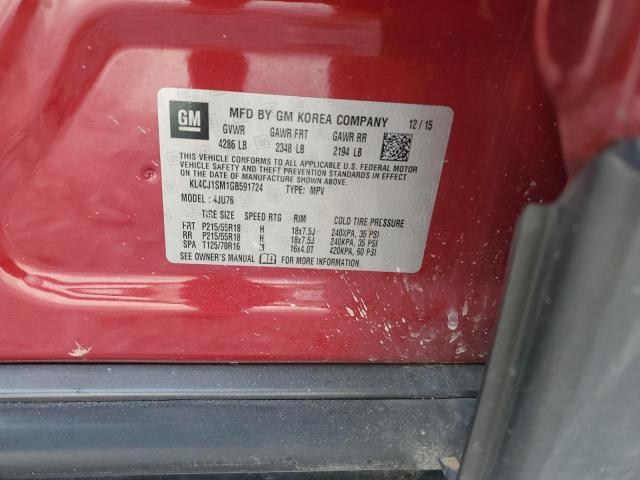 GM
MFD BY GM KOREA COMPANY 12 / 15
GVWR GAWR FRT GAWR RR
4286 LB 2348 LB 2194 LB
THIS VEHICLE CONFORMS TO ALL APPLICABLE U.S. FEDERAL MOTOR
VEHICLE SAFETY AND THEFT PREVENTION STANDARDS IN EFFECT
ON THE DATE OF MANUFACTURE SHOWN ABOVE.
KL4CJ1SM1GB591724 TYPE: MPV
MODEL : 4JU76
TIRE SIZE SPEED RTG RIM COLD TIRE PRESSURE
FRT P215/55R18 H 18x7.5J 240KPA, 35 PSI
RR P215/55R18 H 18x7.5J 240KPA, 35 PSI
SPA T125/70R16 M 16x4.0T 420KPA, 60 PSI
SEE OWNER'S MANUAL FOR MORE INFORMATION.